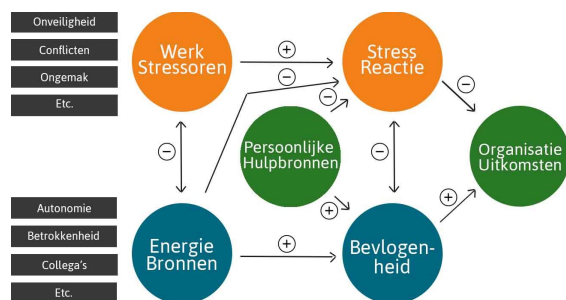 Onveiligheid
Conflicten
Ongemak
Etc.
Werk
Stressoren
+
-
Stress
Reactie
-
-
Persoonlijke
Hulpbronnen
-
-
+
Organisatie
Uitkomsten
+
Autonomie
Betrokkenheid
Collega's
Etc.
Energie
Bronnen
+
Bevlogen-
heid